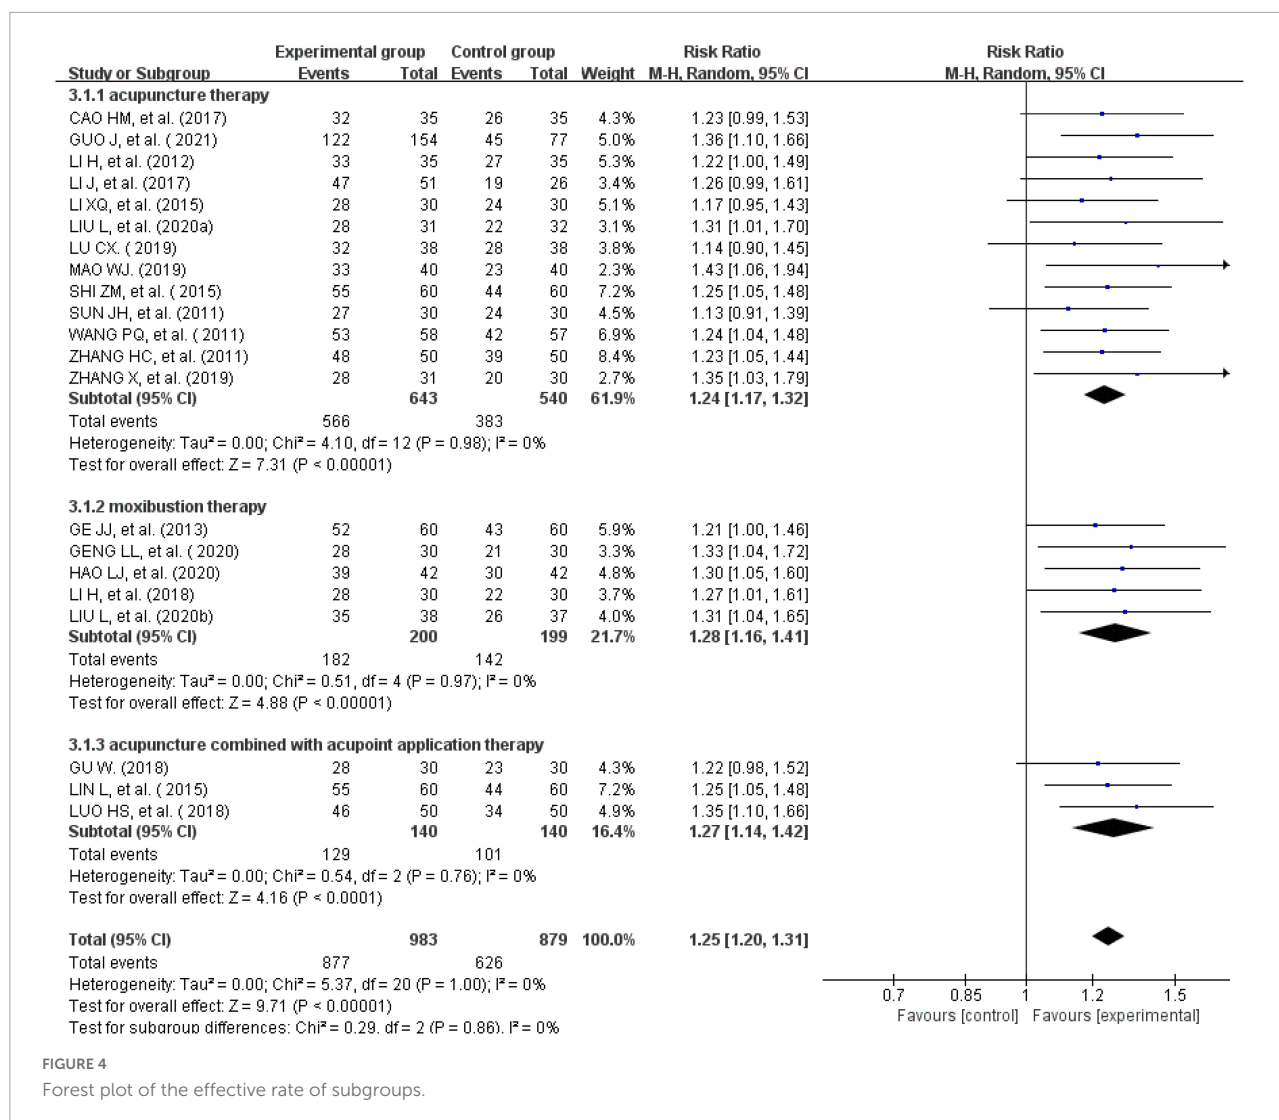 Experimental group Control group Risk Ratio Risk Ratio
Study or Subgroup Events Total Events Total Weight M-H, Random, 95% CI M-H, Random, 95% CI
3.1.1 acupuncture therapy
CAO HM, et al. (2017) 32 35 26 35 4.3% 1.23 [0.99, 1.53]
GUO J, et al. ( 2021) 122 154 45 77 5.0% 1.36 [1.10, 1.66]
LI H, et al. (2012) 33 35 27 35 5.3% 1.22 [1.00, 1.49]
LI J, et al. (2017) 47 51 19 26 3.4% 1.26 [0.99, 1.61]
LI XQ, et al. (2015) 28 30 24 30 5.1% 1.17 [0.95, 1.43]
LIU L, et al. (2020a) 28 31 22 32 3.1% 1.31 [1.01, 1.70]
LU CX. ( 2019) 32 38 28 38 3.8% 1.14 [0.90, 1.45]
MAO WJ. (2019) 33 40 23 40 2.3% 1.43 [1.06, 1.94]
SHI ZM, et al. ( 2015) 55 60 44 60 7.2% 1.25 [1.05, 1.48]
SUN JH, et al. (2011) 27 30 24 30 4.5% 1.13 [0.91, 1.39]
WANG PQ, et al. ( 2011) 53 58 42 57 6.9% 1.24 [1.04, 1.48]
ZHANG HC, et al. (2011) 48 50 39 50 8.4% 1.23 [1.05, 1.44]
ZHANG X, et al. (2019) 28 31 20 30 2.7% 1.35 [1.03, 1.79]
Subtotal (95% CI) 643 540 61.9% 1.24 [1.17, 1.32]
Total events 566 383
Heterogeneity: Tau² = 0.00; Chi² = 4.10, df = 12 (P = 0.98); I² = 0%
Test for overall effect: Z = 7.31 (P < 0.00001)
3.1.2 moxibustion therapy
GE JJ, et al. (2013) 52 60 43 60 5.9% 1.21 [1.00, 1.46]
GENG LL, et al. ( 2020) 28 30 21 30 3.3% 1.33 [1.04, 1.72]
HAO LJ, et al. (2020) 39 42 30 42 4.8% 1.30 [1.05, 1.60]
LI H, et al. (2018) 28 30 22 30 3.7% 1.27 [1.01, 1.61]
LIU L, et al. (2020b) 35 38 26 37 4.0% 1.31 [1.04, 1.65]
Subtotal (95% CI) 200 199 21.7% 1.28 [1.16, 1.41]
Total events 182 142
Heterogeneity: Tau² = 0.00; Chi² = 0.51, df = 4 (P = 0.97); I² = 0%
Test for overall effect: Z = 4.88 (P < 0.00001)
3.1.3 acupuncture combined with acupoint application therapy
GU W. (2018) 28 30 23 30 4.3% 1.22 [0.98, 1.52]
LIN L, et al. (2015) 55 60 44 60 7.2% 1.25 [1.05, 1.48]
LUO HS, et al. ( 2018) 46 50 34 50 4.9% 1.35 [1.10, 1.66]
Subtotal (95% CI) 140 140 16.4% 1.27 [1.14, 1.42]
Total events 129 101
Heterogeneity: Tau² = 0.00; Chi² = 0.54, df = 2 (P = 0.76); I² = 0%
Test for overall effect: Z = 4.16 (P < 0.0001)
Total (95% CI) 983 879 100.0% 1.25 [1.20, 1.31]
Total events 877 626
Heterogeneity: Tau² = 0.00; Chi² = 5.37, df = 20 (P = 1.00); I² = 0%
Test for overall effect: Z = 9.71 (P < 0.00001)
Test for subgroup differences: Chi² = 0.29. df = 2 (P = 0.86). I² = 0%
0.7 0.85 1 1.2 1.5
Favours [control] Favours [experimental]
FIGURE 4
Forest plot of the effective rate of subgroups.